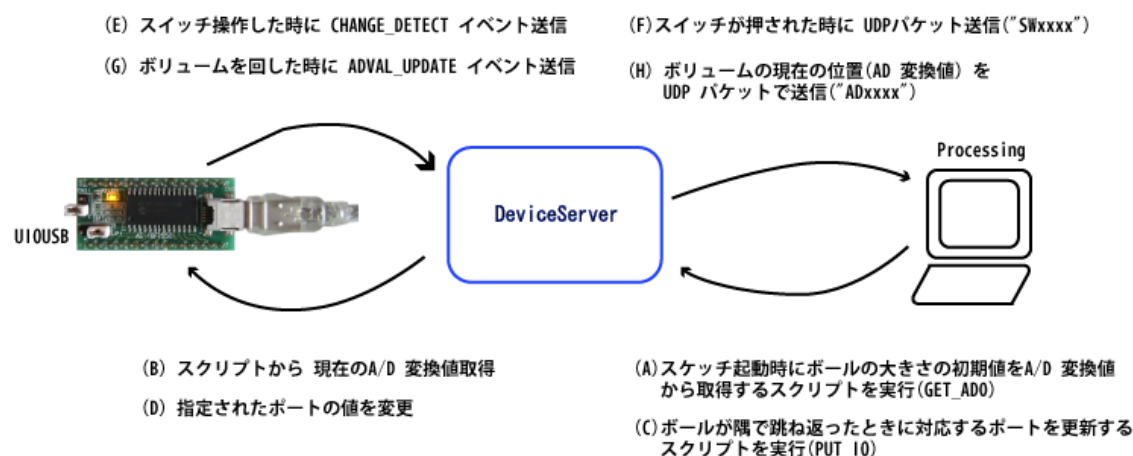 (E) スイッチ操作した時に CHANGE_DETECT イベント送信
(G) ボリュームを回した時に ADVAL_UPDATE イベント送信
(F)スイッチが押された時に UDPパケット送信("SWxxxx")
(H) ボリュームの現在の位置(AD 変換値) を
UDP パケットで送信("ADxxxx")
Processing
DeviceServer
UIOUSB
(B) スクリプトから 現在のA/D 変換値取得
(D) 指定されたポートの値を変更
(A)スケッチ起動時にボールの大きさの初期値をA/D 変換値
から取得するスクリプトを実行(GET_AD0)
(C)ボールが隅で跳ね返ったときに対応するポートを更新する
スクリプトを実行(PUT IO)